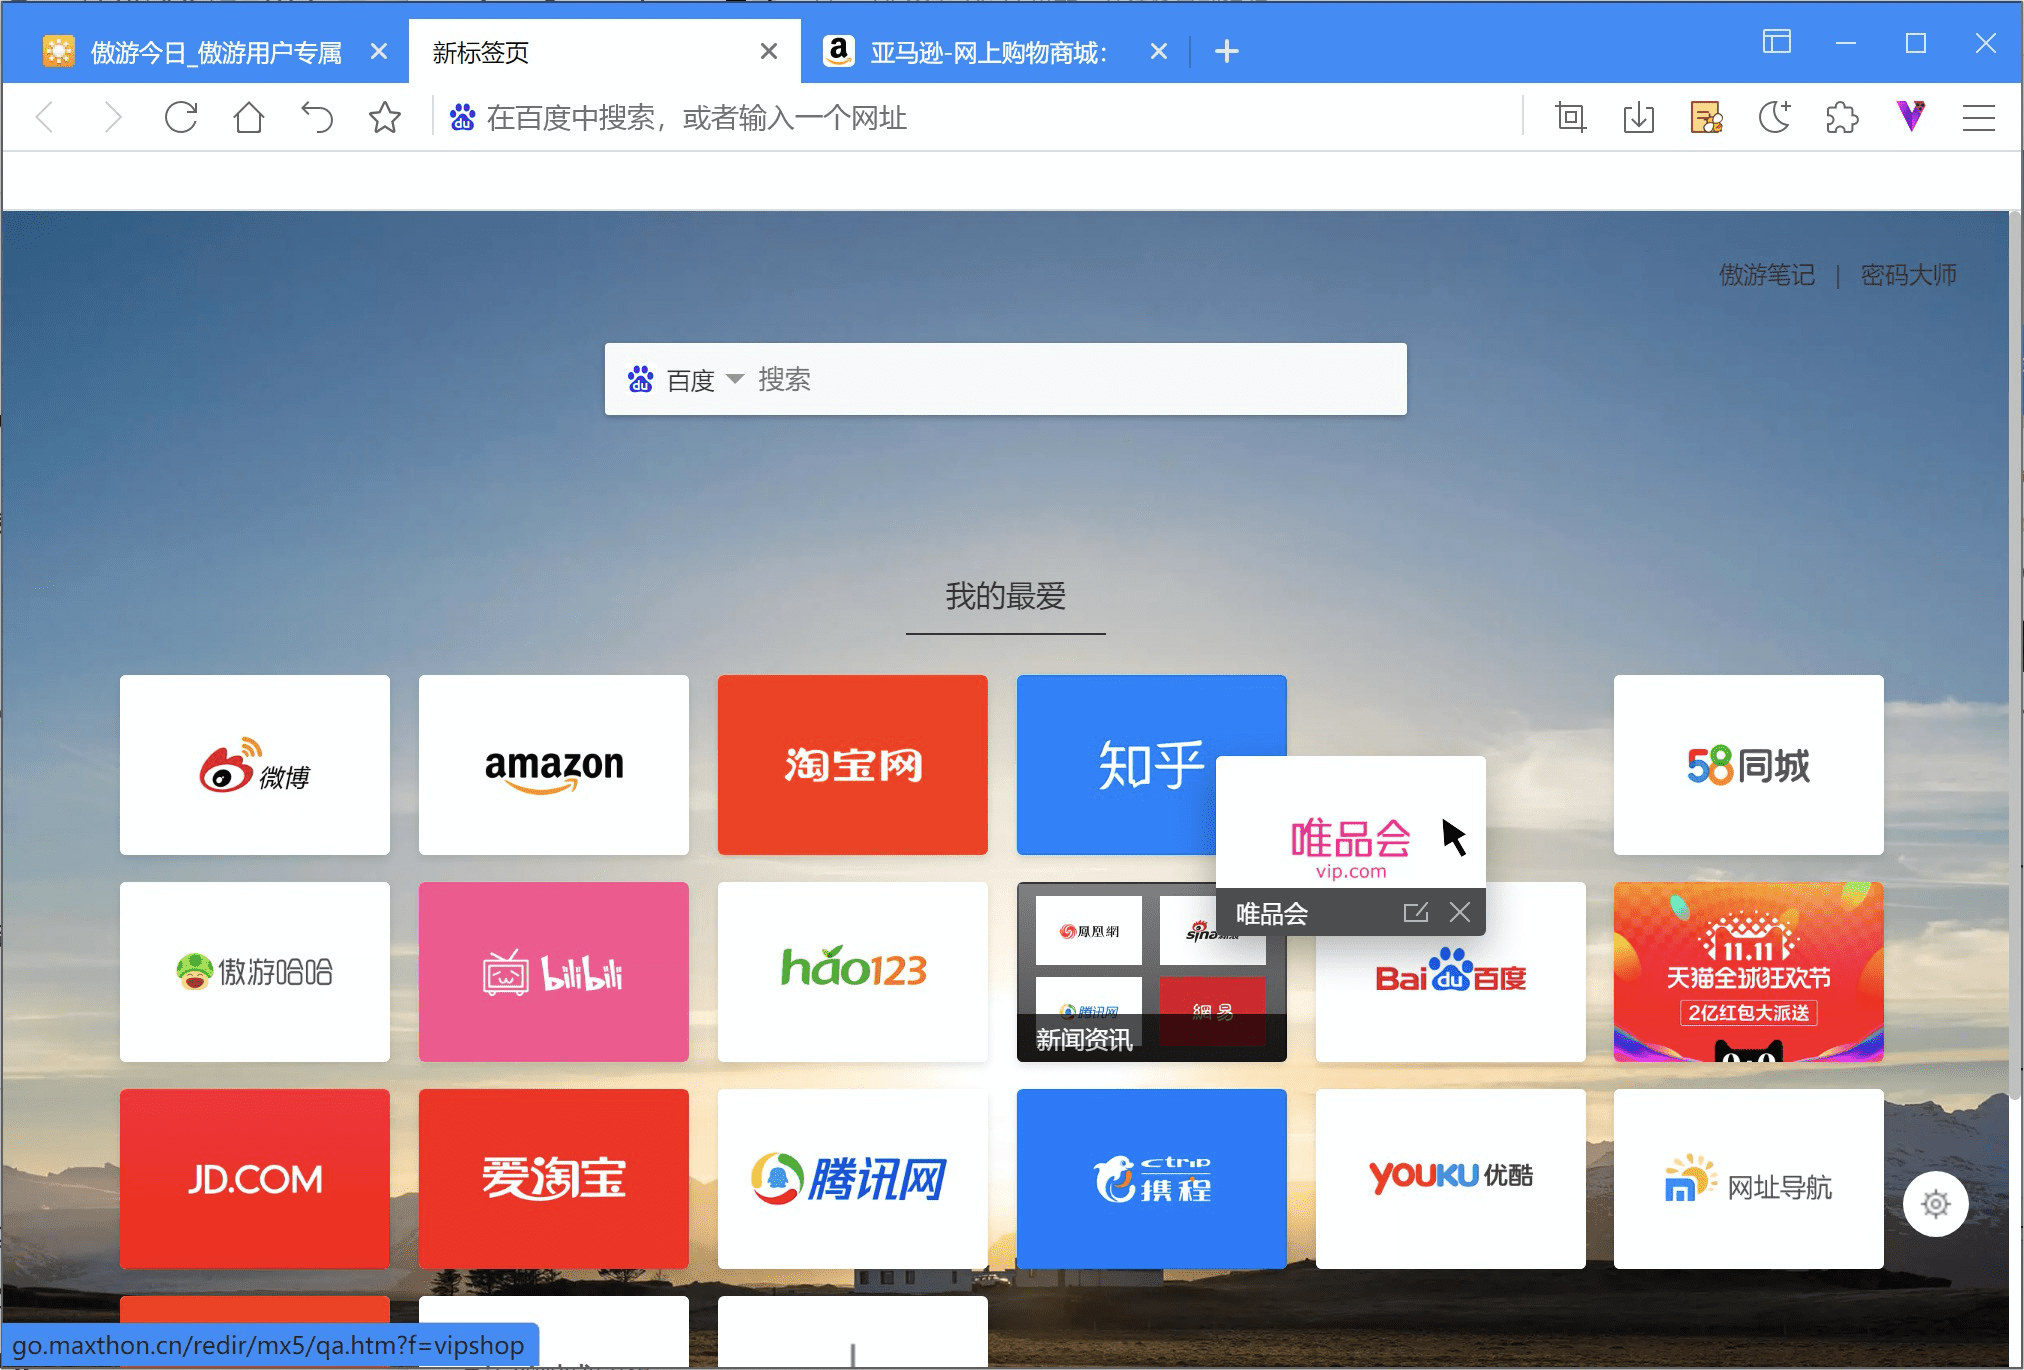 傲游今日_傲游用户专属
新标签页
亚马逊-网上购物商城:
在百度中搜索，或者输入一个网址
傲游笔记 | 密码大师
百度 搜索
我的最爱
微博
amazon
淘宝网
知乎
58同城
唯品会
vip.com
唯品会
傲游哈哈
bilibili
hao123
鳳凰網
sina
腾讯网
網易
新闻资讯
Bai du 百度
11.11
天猫全球狂欢节
2亿红包大派送
JD.COM
爱淘宝
腾讯网
ctrip
携程
YOUKU 优酷
网址导航
go.maxthon.cn/redir/mx5/qa.htm?f=vipshop